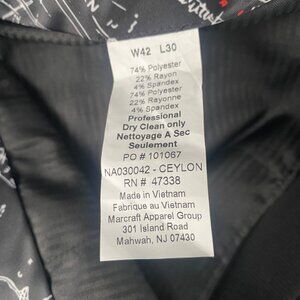 W42 L30
74% Polyester
22% Rayon
4% Spandex
74% Polyester
22% Rayonne
4% Spandex
Professional
Dry Clean only
Nettoyage A Sec
Seulement
PO # 101067
NA030042 - CEYLON
RN # 47338
Made in Vietnam
Fabrique au Vietnam
Marcraft Apparel Group
301 Island Road
Mahwah, NJ 07430